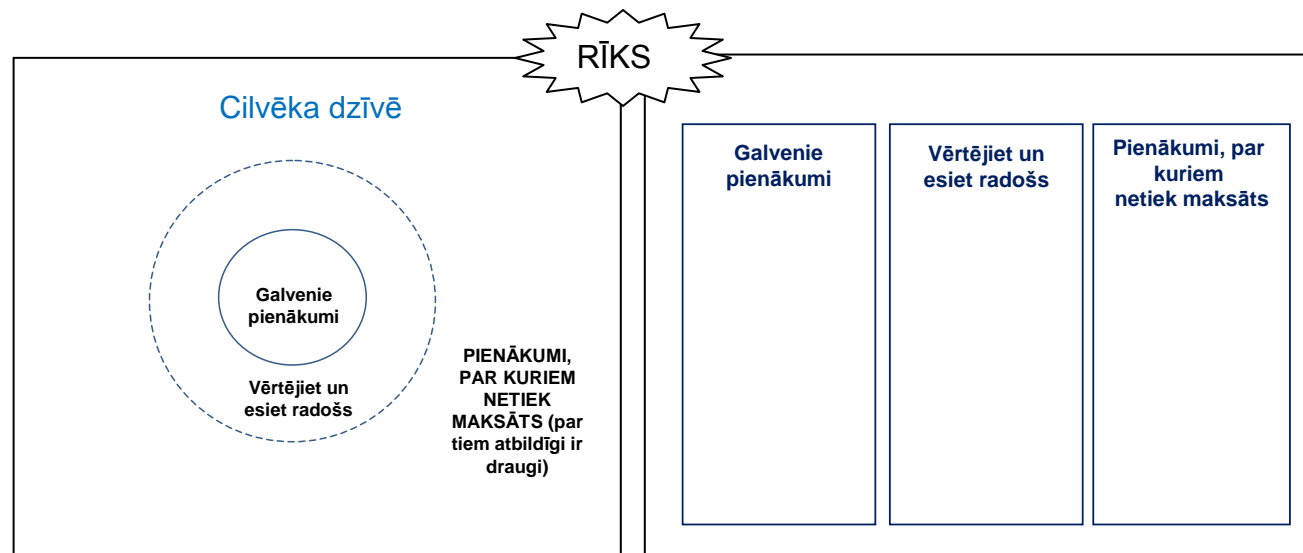 RĪKS
Cilvēka dzīvē
Galvenie
pienākumi
Vērtējiet un
esiet radošs
PIENĀKUMI,
PAR KURIEM
NETIEK
MAKSĀTS (par
tiem atbildīgi ir
draugi)
Galvenie
pienākumi
Vērtējiet un
esiet radošs
Pienākumi, par
kuriem
netiek maksāts